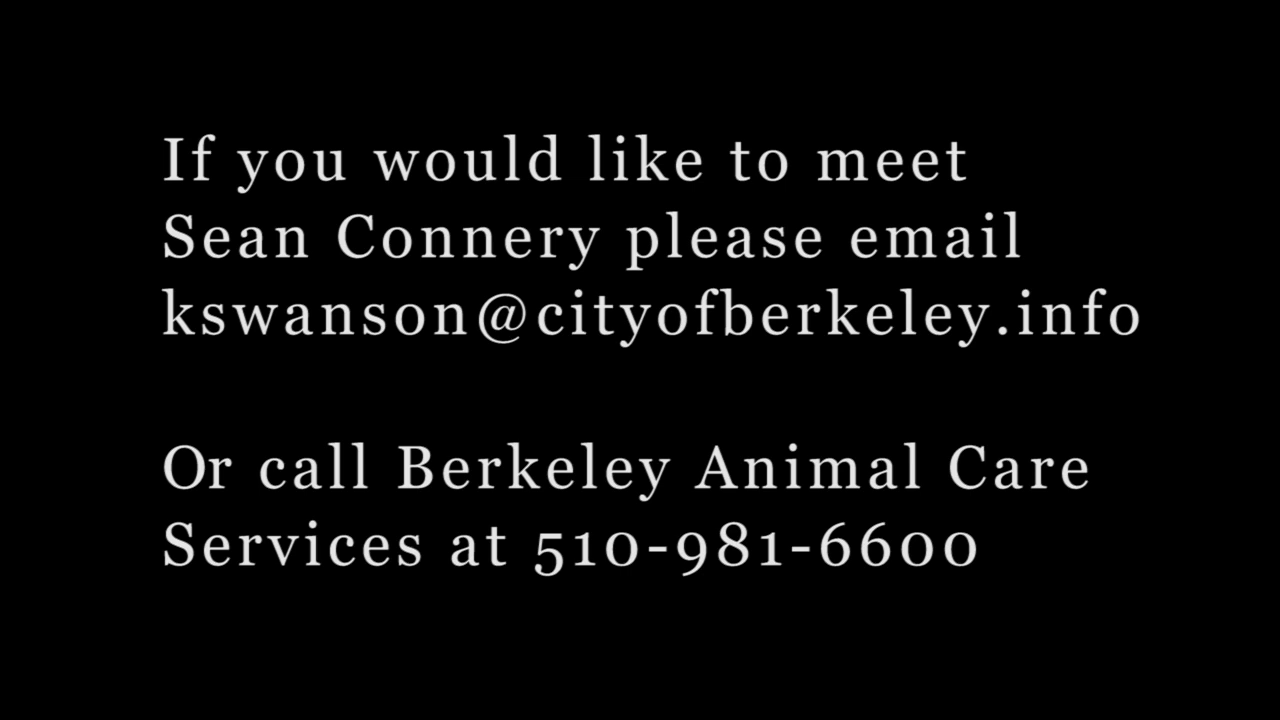 If you would like to meet
Sean Connery please email
kswanson@cityofberkeley.info
Or call Berkeley Animal Care
Services at 510-981-6600